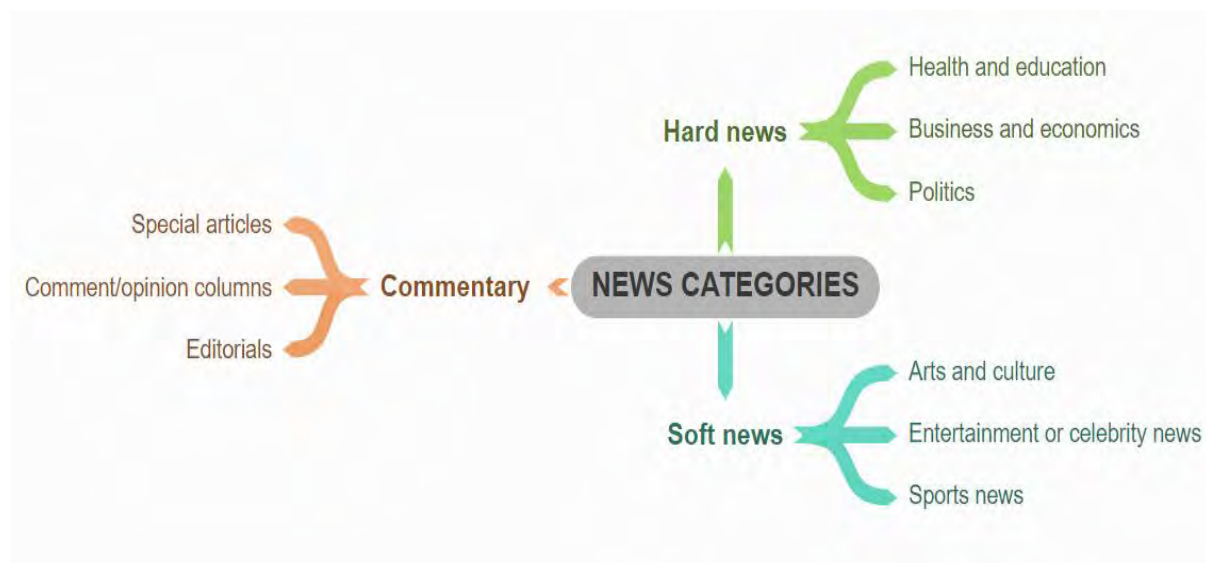 Health and education
Hard news
Business and economics
Politics
Special articles
Comment/opinion columns
Commentary
NEWS CATEGORIES
Editorials
Arts and culture
Soft news
Entertainment or celebrity news
Sports news